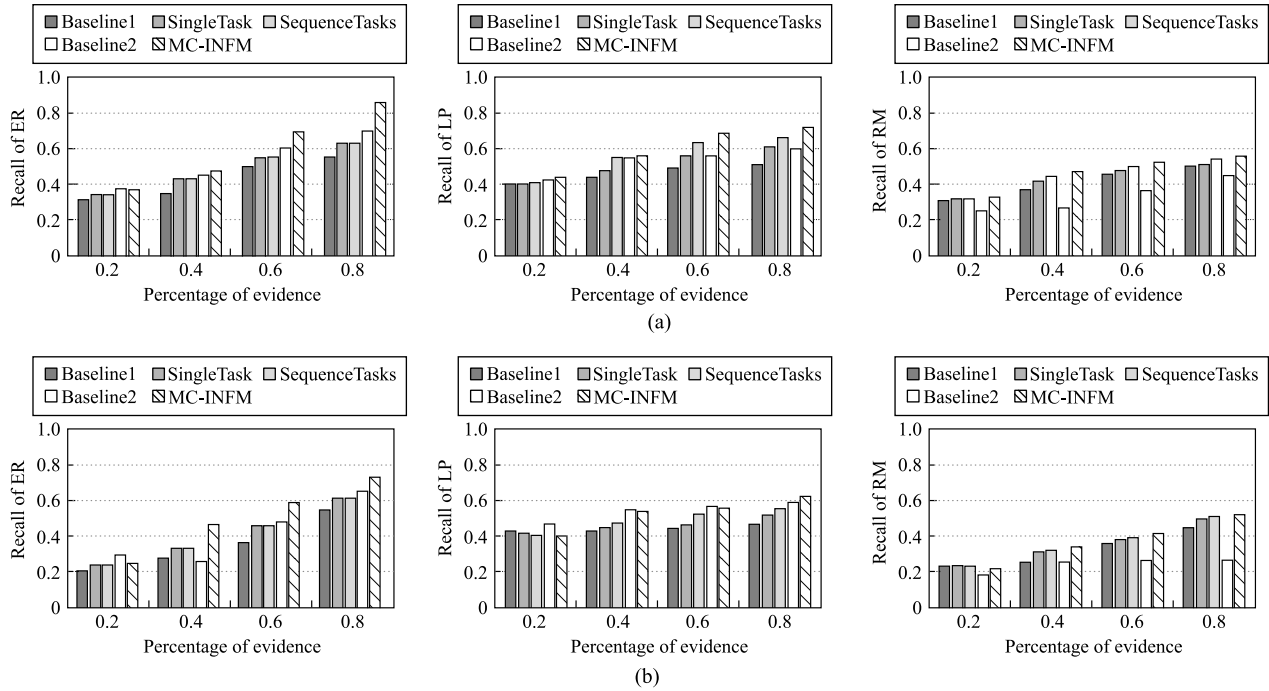 Baseline1 SingleTask SequenceTasks
Baseline2 MC-INFM
1.0
0.8
0.6
0.4
0.2
0
Recall of ER
0.2 0.4 0.6 0.8
Percentage of evidence
Baseline1 SingleTask SequenceTasks
Baseline2 MC-INFM
1.0
0.8
0.6
0.4
0.2
0
Recall of LP
0.2 0.4 0.6 0.8
Percentage of evidence
Baseline1 SingleTask SequenceTasks
Baseline2 MC-INFM
1.0
0.8
0.6
0.4
0.2
0
Recall of RM
0.2 0.4 0.6 0.8
Percentage of evidence
(a)
Baseline1 SingleTask SequenceTasks
Baseline2 MC-INFM
1.0
0.8
0.6
0.4
0.2
0
Recall of ER
0.2 0.4 0.6 0.8
Percentage of evidence
Baseline1 SingleTask SequenceTasks
Baseline2 MC-INFM
1.0
0.8
0.6
0.4
0.2
0
Recall of LP
0.2 0.4 0.6 0.8
Percentage of evidence
Baseline1 SingleTask SequenceTasks
Baseline2 MC-INFM
1.0
0.8
0.6
0.4
0.2
0
Recall of RM
0.2 0.4 0.6 0.8
Percentage of evidence
(b)